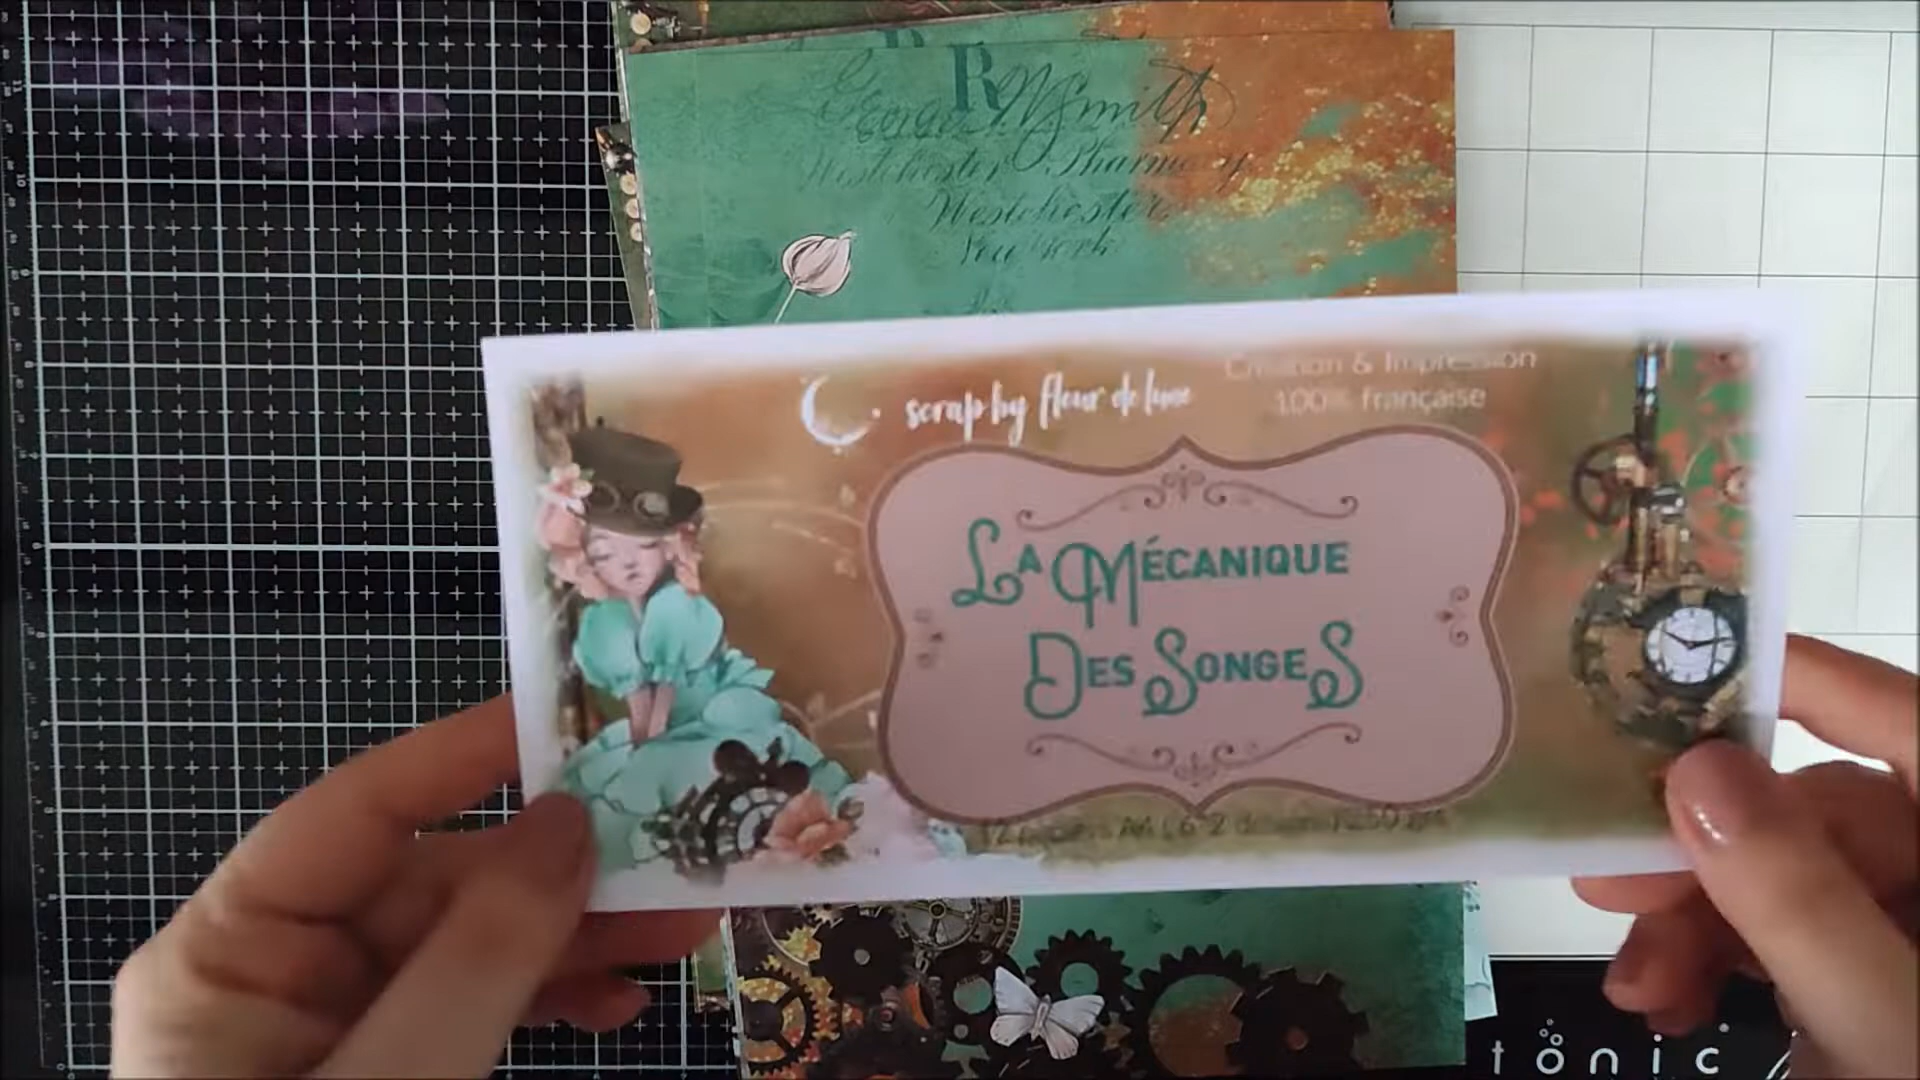 R
W Smith
Westchester Pharmacy
Westchester
New York
scrap by fleur de lune
Création & Impression
100% française
La Mécanique
Des Songes
tonic